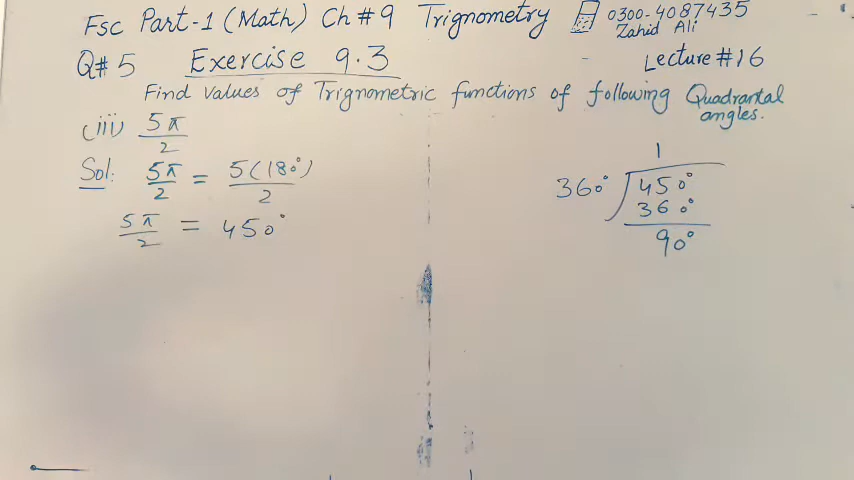 Fsc Part-1 (Math) Ch # 9 Trignometry 0300-4087435
Zahid Ali
Q# 5 Exercise 9.3 Lecture # 16
Find values of Trignometric functions of following Quadrantal
angles.
(iii) 5π/2
Sol: 5π/2 = 5(180°)/2
5π/2 = 450°
1
360° 450°
360°
90°